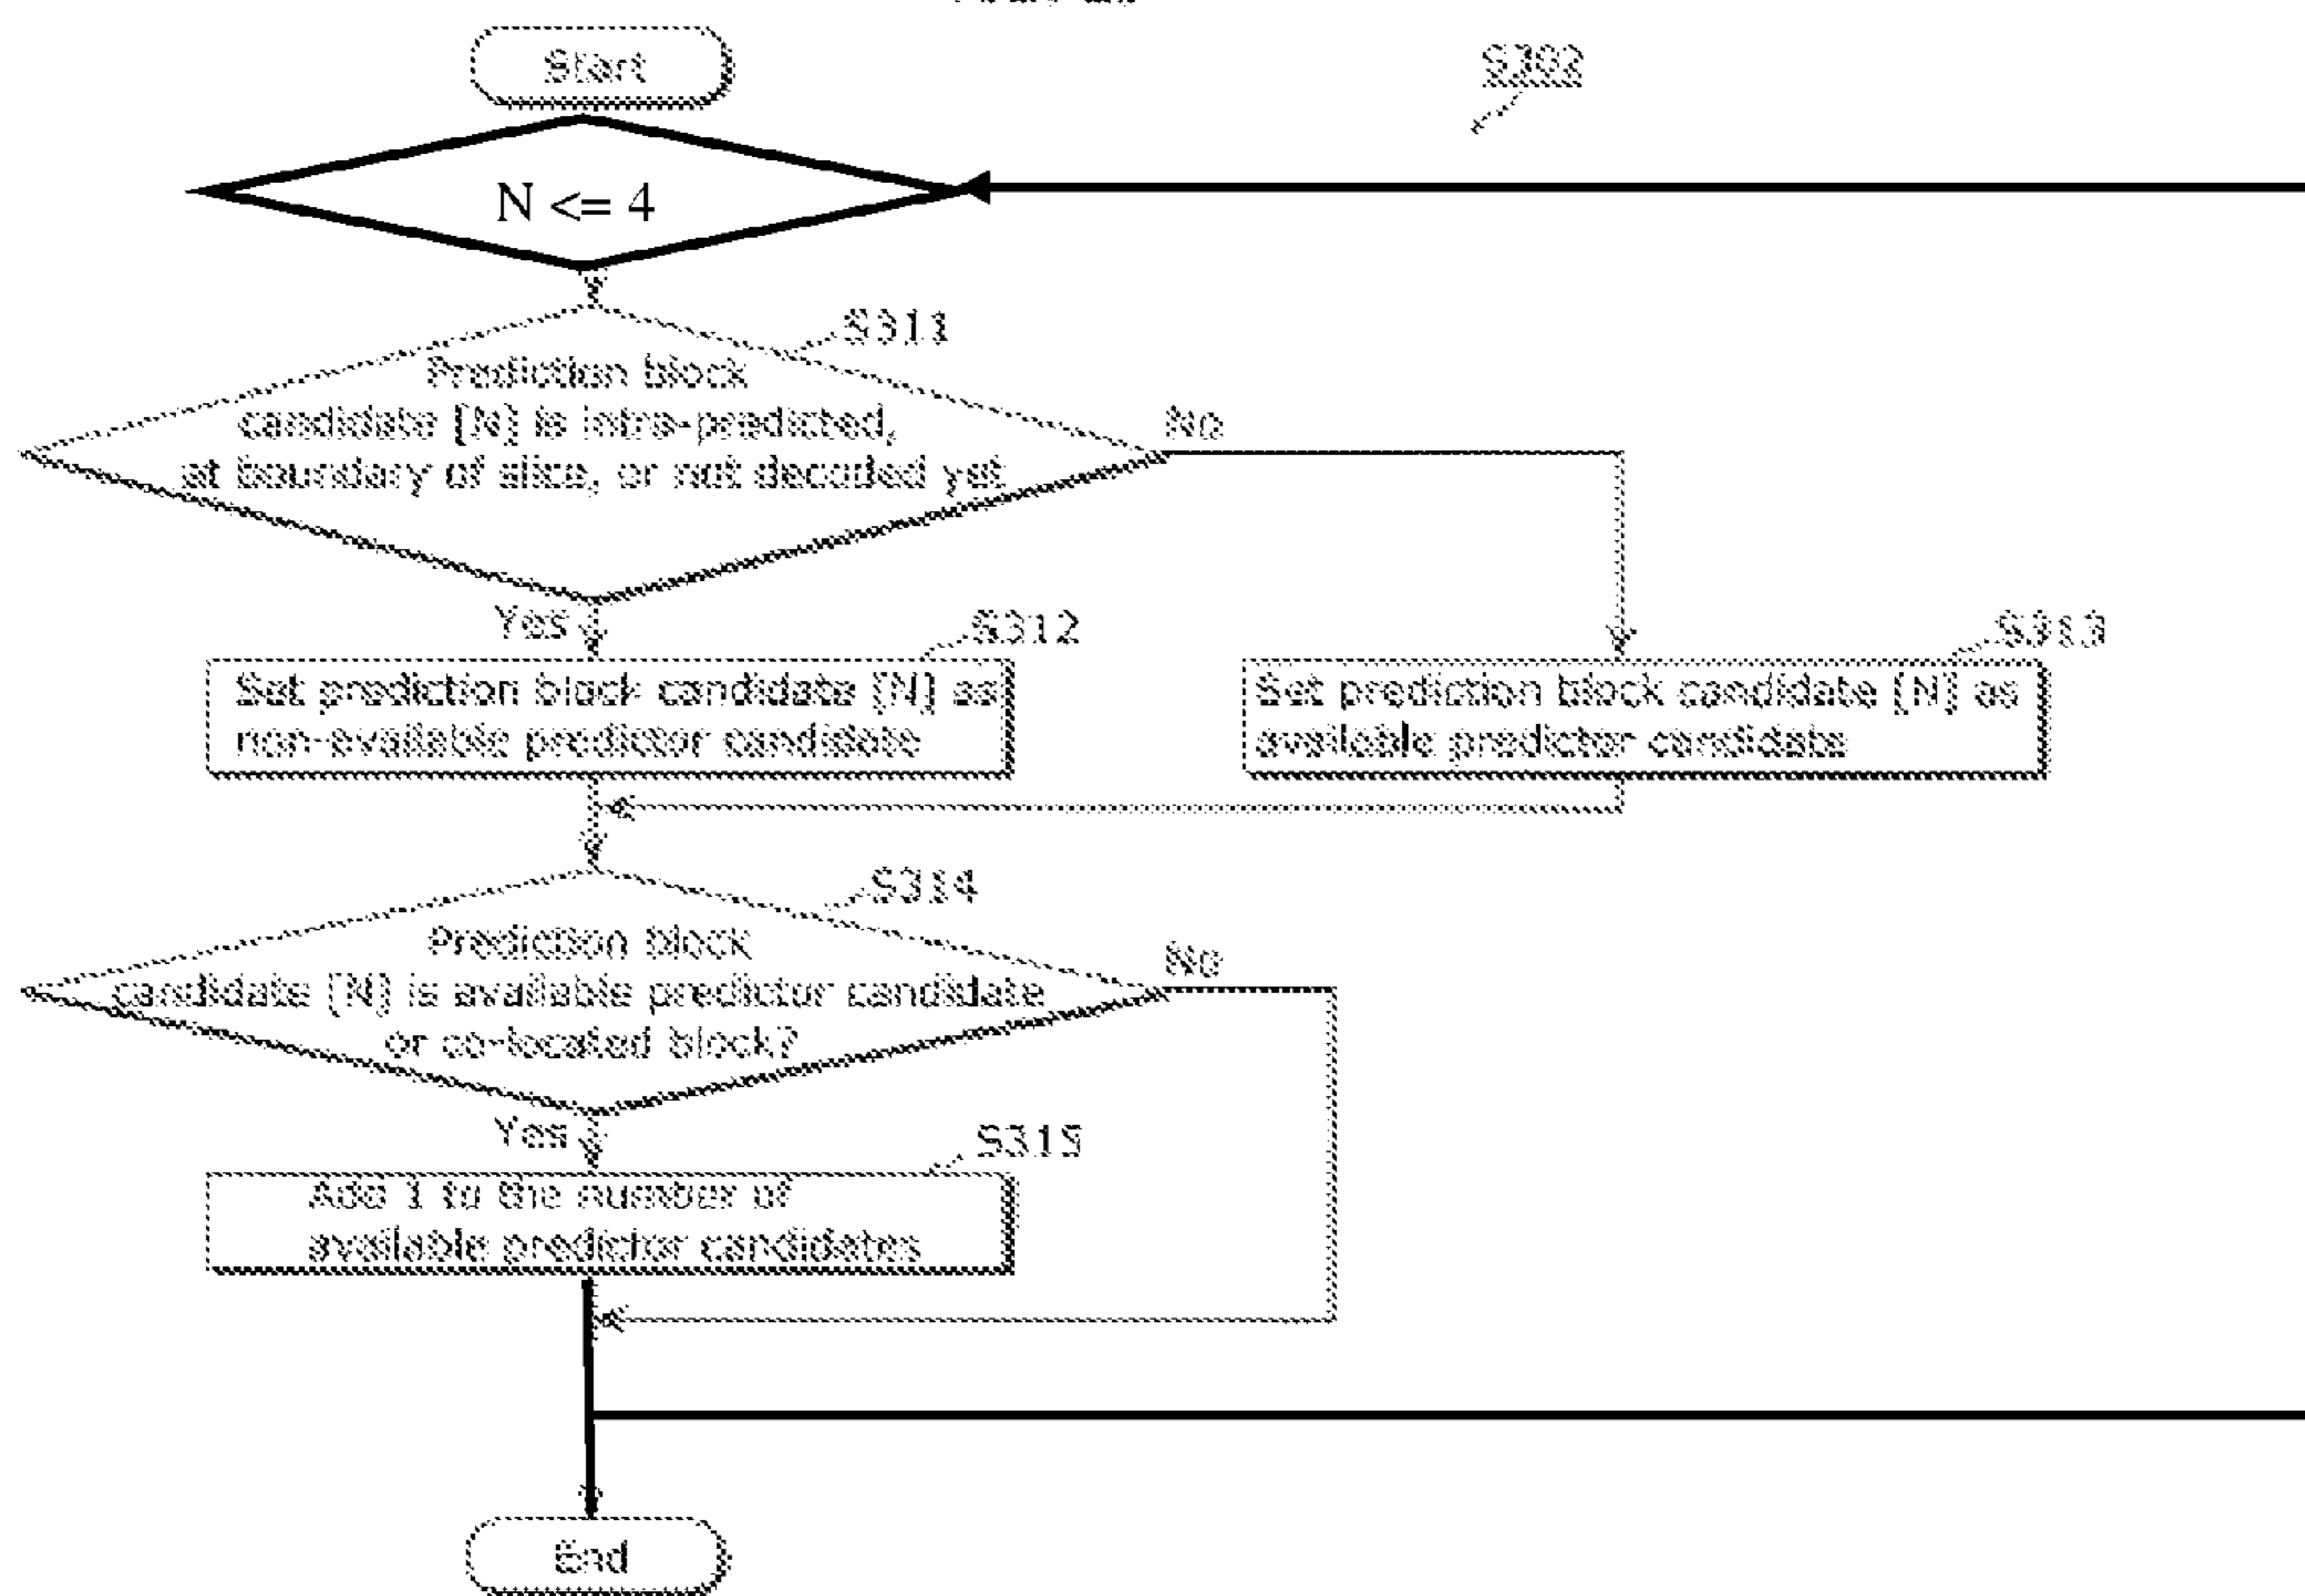 Start
S302
N <= 4
S311
Prediction block
candidate [N] is intra-predicted,
at boundary of slice, or not decoded yet
No
Yes
S312
S313
Set prediction block candidate [N] as
non-available predictor candidate
Set prediction block candidate [N] as
available predictor candidate
S314
Prediction block
candidate [N] is available predictor candidate
or co-located block?
No
Yes
S315
Add 1 to the number of
available predictor candidates
End